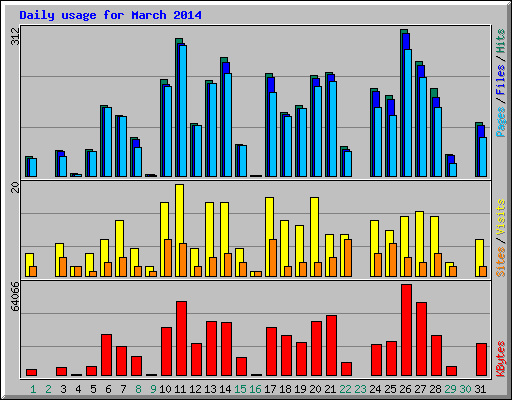 Daily usage for March 2014
312
Pages / Files / Hits
20
Sites / Visits
64066
KBytes
1 2 3 4 5 6 7 8 9 10 11 12 13 14 15 16 17 18 19 20 21 22 23 24 25 26 27 28 29 30 31